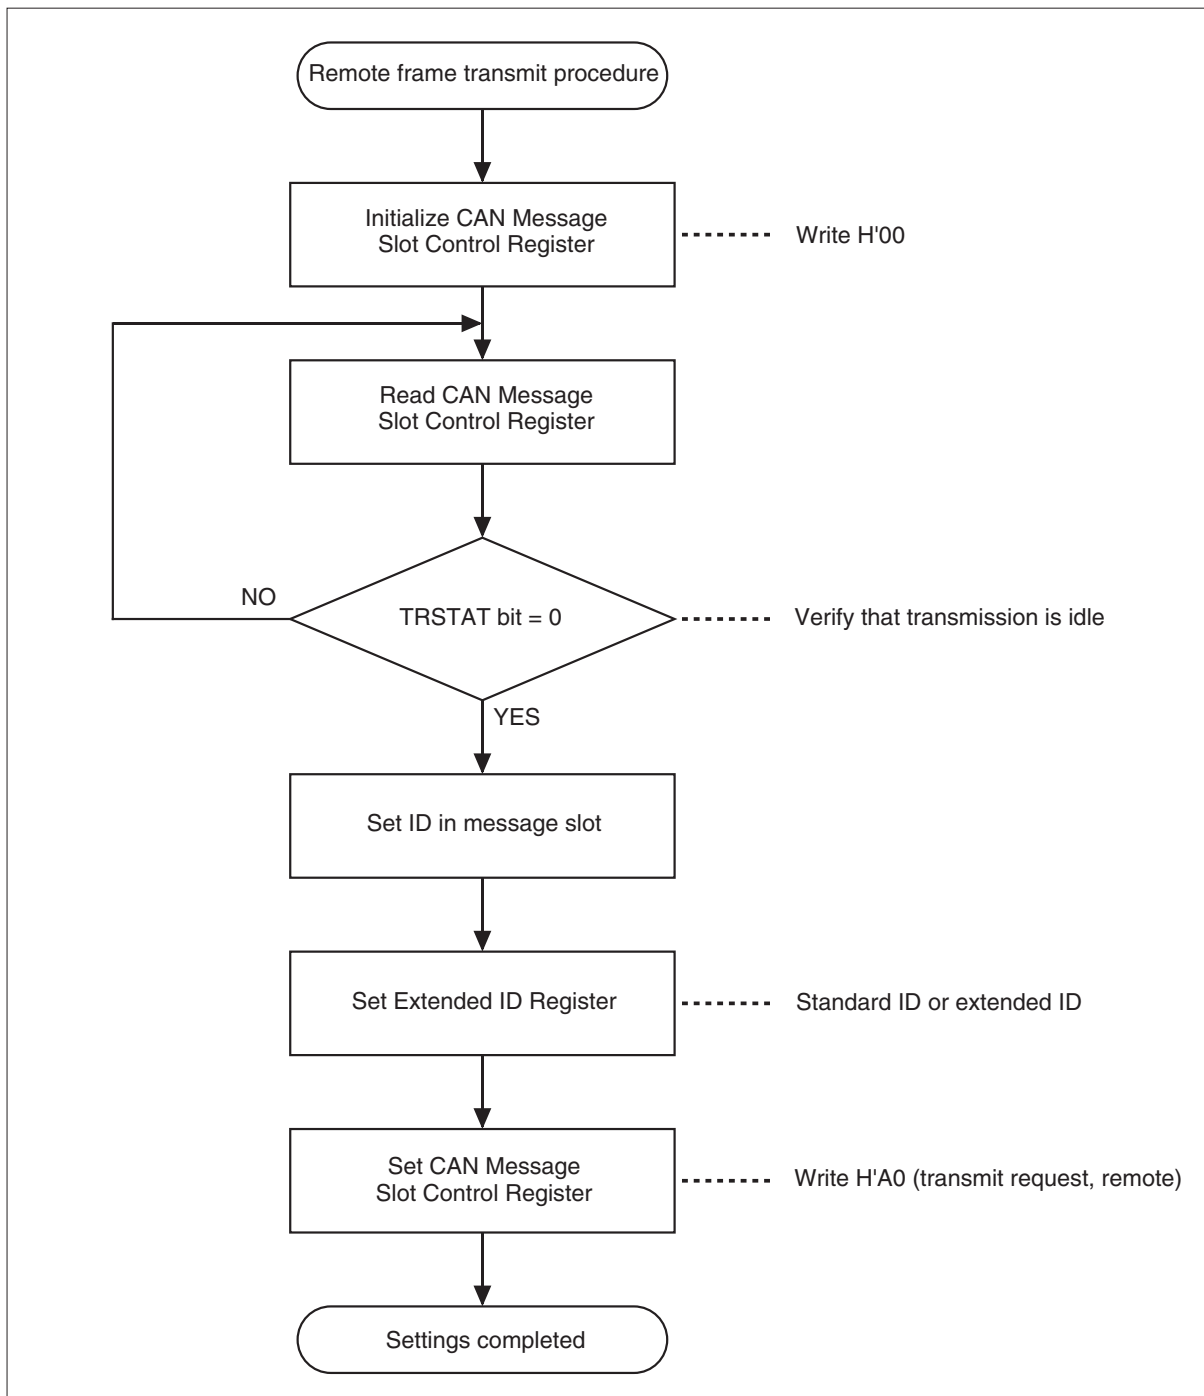 Remote frame transmit procedure
Initialize CAN Message
Slot Control Register
Write H'00
Read CAN Message
Slot Control Register
NO
TRSTAT bit = 0
Verify that transmission is idle
YES
Set ID in message slot
Set Extended ID Register
Standard ID or extended ID
Set CAN Message
Slot Control Register
Write H'A0 (transmit request, remote)
Settings completed